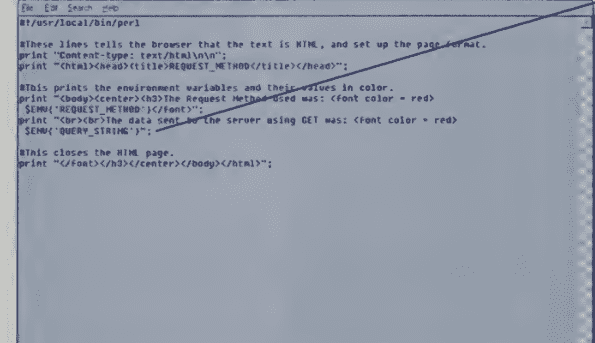 File Edit Search Help
#!/usr/local/bin/perl
#These lines tells the browser that the text is HTML, and set up the page format.
print "Content-type: text/html\n\n";
print "<html><head><title>REQUEST_METHOD</title></head>";
#This prints the environment variables and their values in color.
print "<body><center><h3>The Request Method used was: <font color = red>
$ENV{'REQUEST_METHOD'}</font>";
print "<br><br>The data sent to the server using GET was: <font color = red>
$ENV{'QUERY_STRING'}";
#This closes the HTML page.
print "</font></h3></center></body></html>";